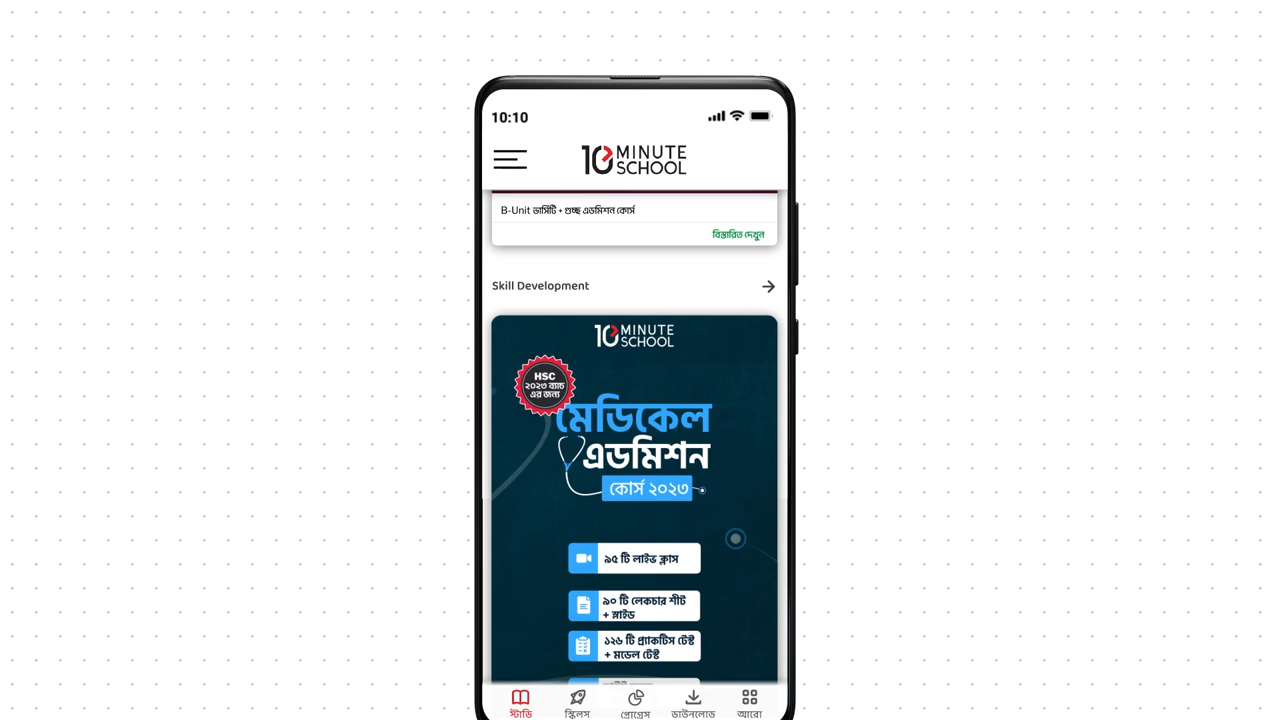 10:10
10 MINUTE
SCHOOL
B-Unit ভার্সিটি + গুচ্ছ এডমিশন কোর্স
বিস্তারিত দেখুন
Skill Development
10 MINUTE
SCHOOL
HSC
২০২৩ ব্যাচ
এর জন্য
মেডিকেল
এডমিশন
কোর্স ২০২৩
৯৫ টি লাইভ ক্লাস
৯০ টি লেকচার শীট
+ স্লাইড
১২৬ টি প্র্যাকটিস টেস্ট
+ মডেল টেস্ট
স্টাডি
স্কিলস
প্রোগ্রেস
ডাউনলোড
আরো